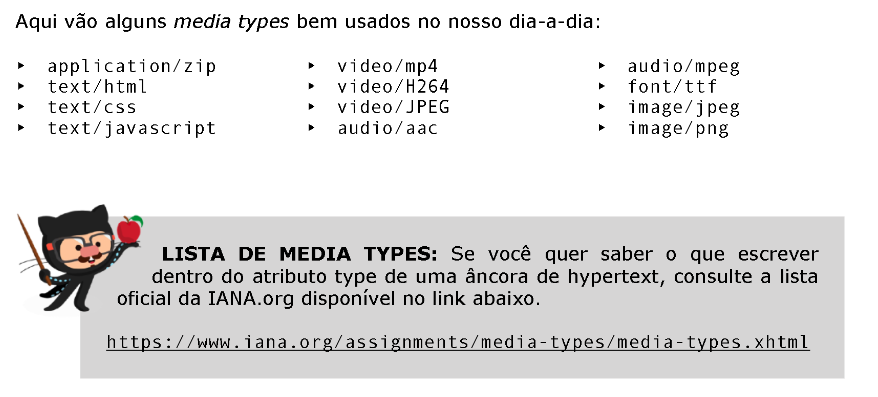 Aqui vão alguns media types bem usados no nosso dia-a-dia:
‣ application/zip
‣ text/html
‣ text/css
‣ text/javascript
‣ video/mp4
‣ video/H264
‣ video/JPEG
‣ audio/aac
‣ audio/mpeg
‣ font/ttf
‣ image/jpeg
‣ image/png
LISTA DE MEDIA TYPES: Se você quer saber o que escrever
dentro do atributo type de uma âncora de hypertext, consulte a lista
oficial da IANA.org disponível no link abaixo.
https://www.iana.org/assignments/media-types/media-types.xhtml